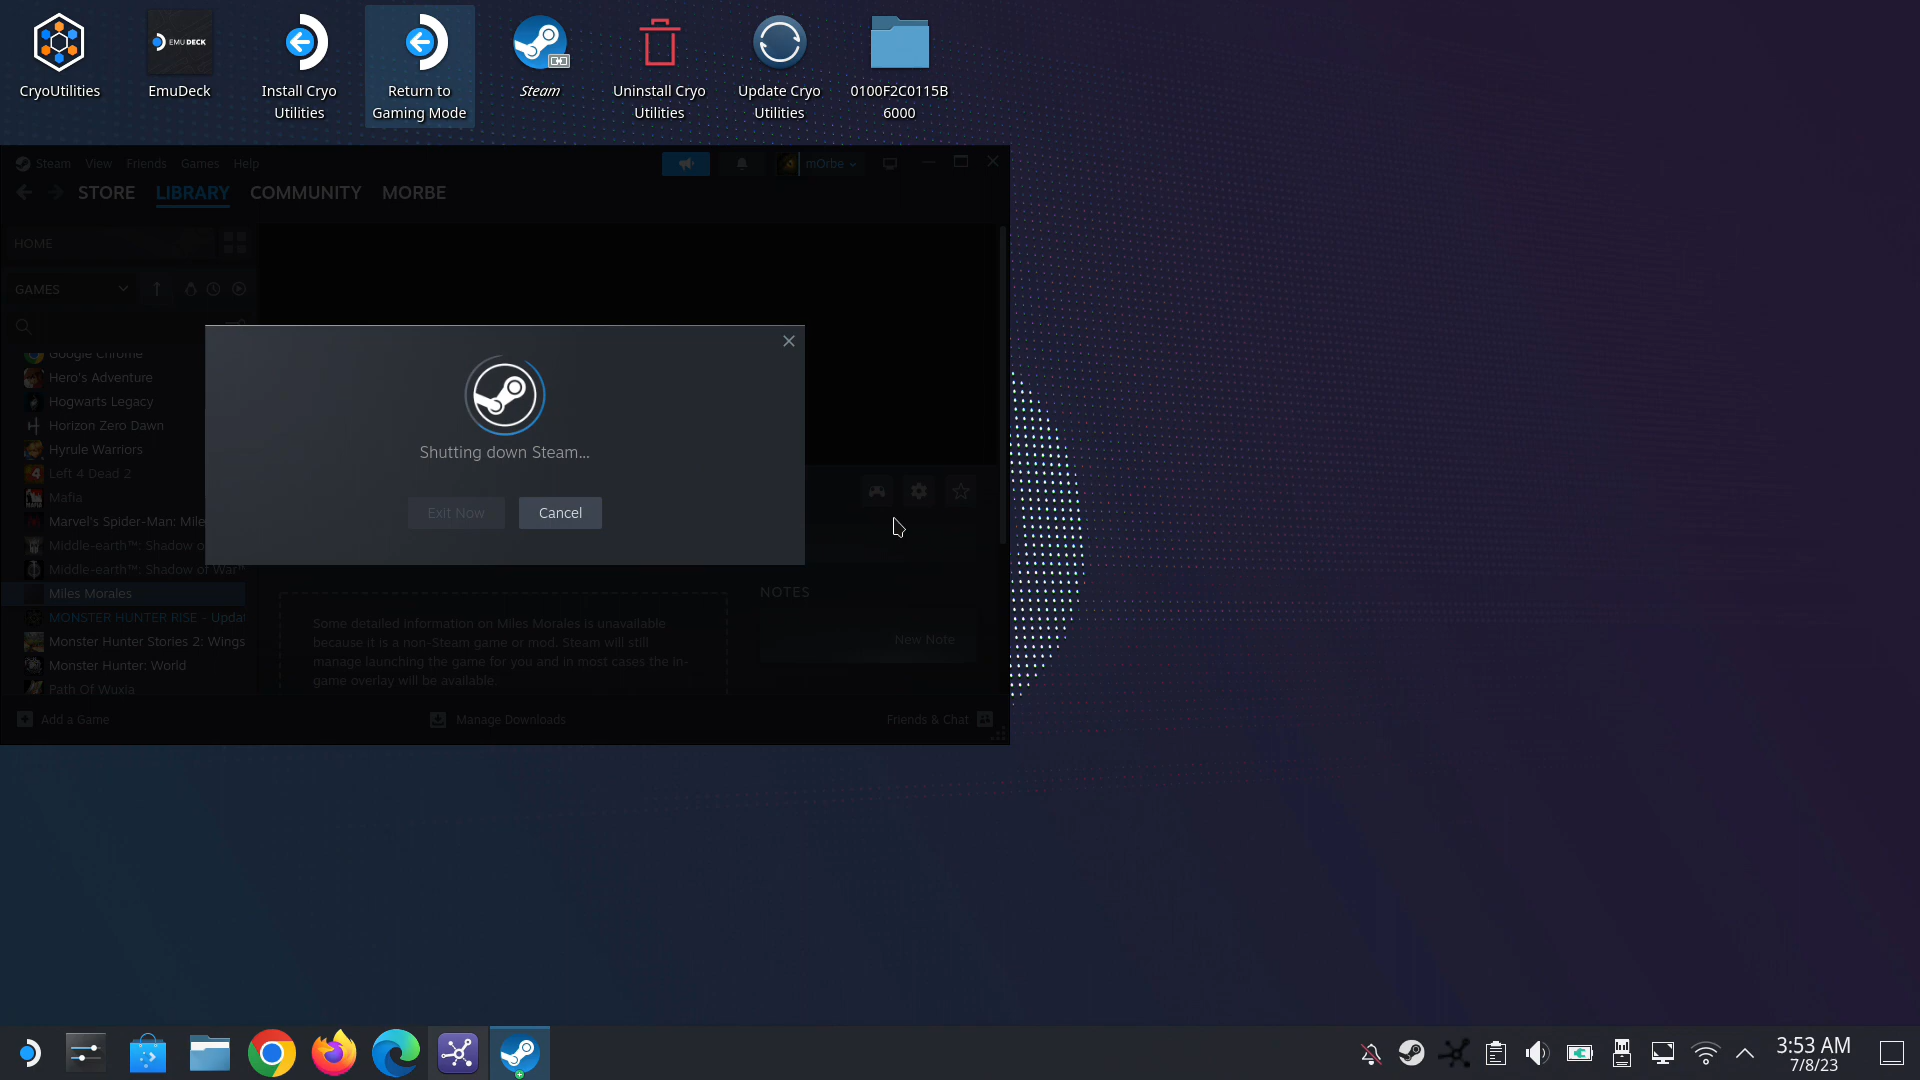 CryoUtilities
EMUDECK
EmuDeck
Install Cryo
Utilities
Return to
Gaming Mode
Steam
Uninstall Cryo
Utilities
Update Cryo
Utilities
0100F2C0115B
6000
Steam View Friends Games Help
mOrbe
STORE LIBRARY COMMUNITY MORBE
HOME
GAMES
Google Chrome
Hero's Adventure
Hogwarts Legacy
Horizon Zero Dawn
Hyrule Warriors
Left 4 Dead 2
Mafia
Marvel's Spider-Man: Mile
Middle-earth™: Shadow o
Middle-earth™: Shadow of War™
Miles Morales
MONSTER HUNTER RISE - Updat
Monster Hunter Stories 2: Wings
Monster Hunter: World
Path Of Wuxia
Shutting down Steam...
Exit Now
Cancel
Some detailed information on Miles Morales is unavailable
because it is a non-Steam game or mod. Steam will still
manage launching the game for you and in most cases the in-
game overlay will be available.
NOTES
New Note
Add a Game
Manage Downloads
Friends & Chat
3:53 AM
7/8/23